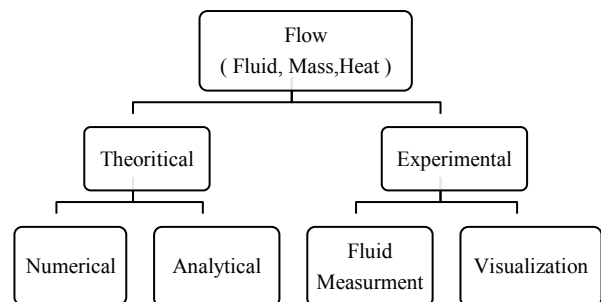 Flow
( Fluid, Mass,Heat )
Theoritical
Experimental
Numerical
Analytical
Fluid
Measurment
Visualization